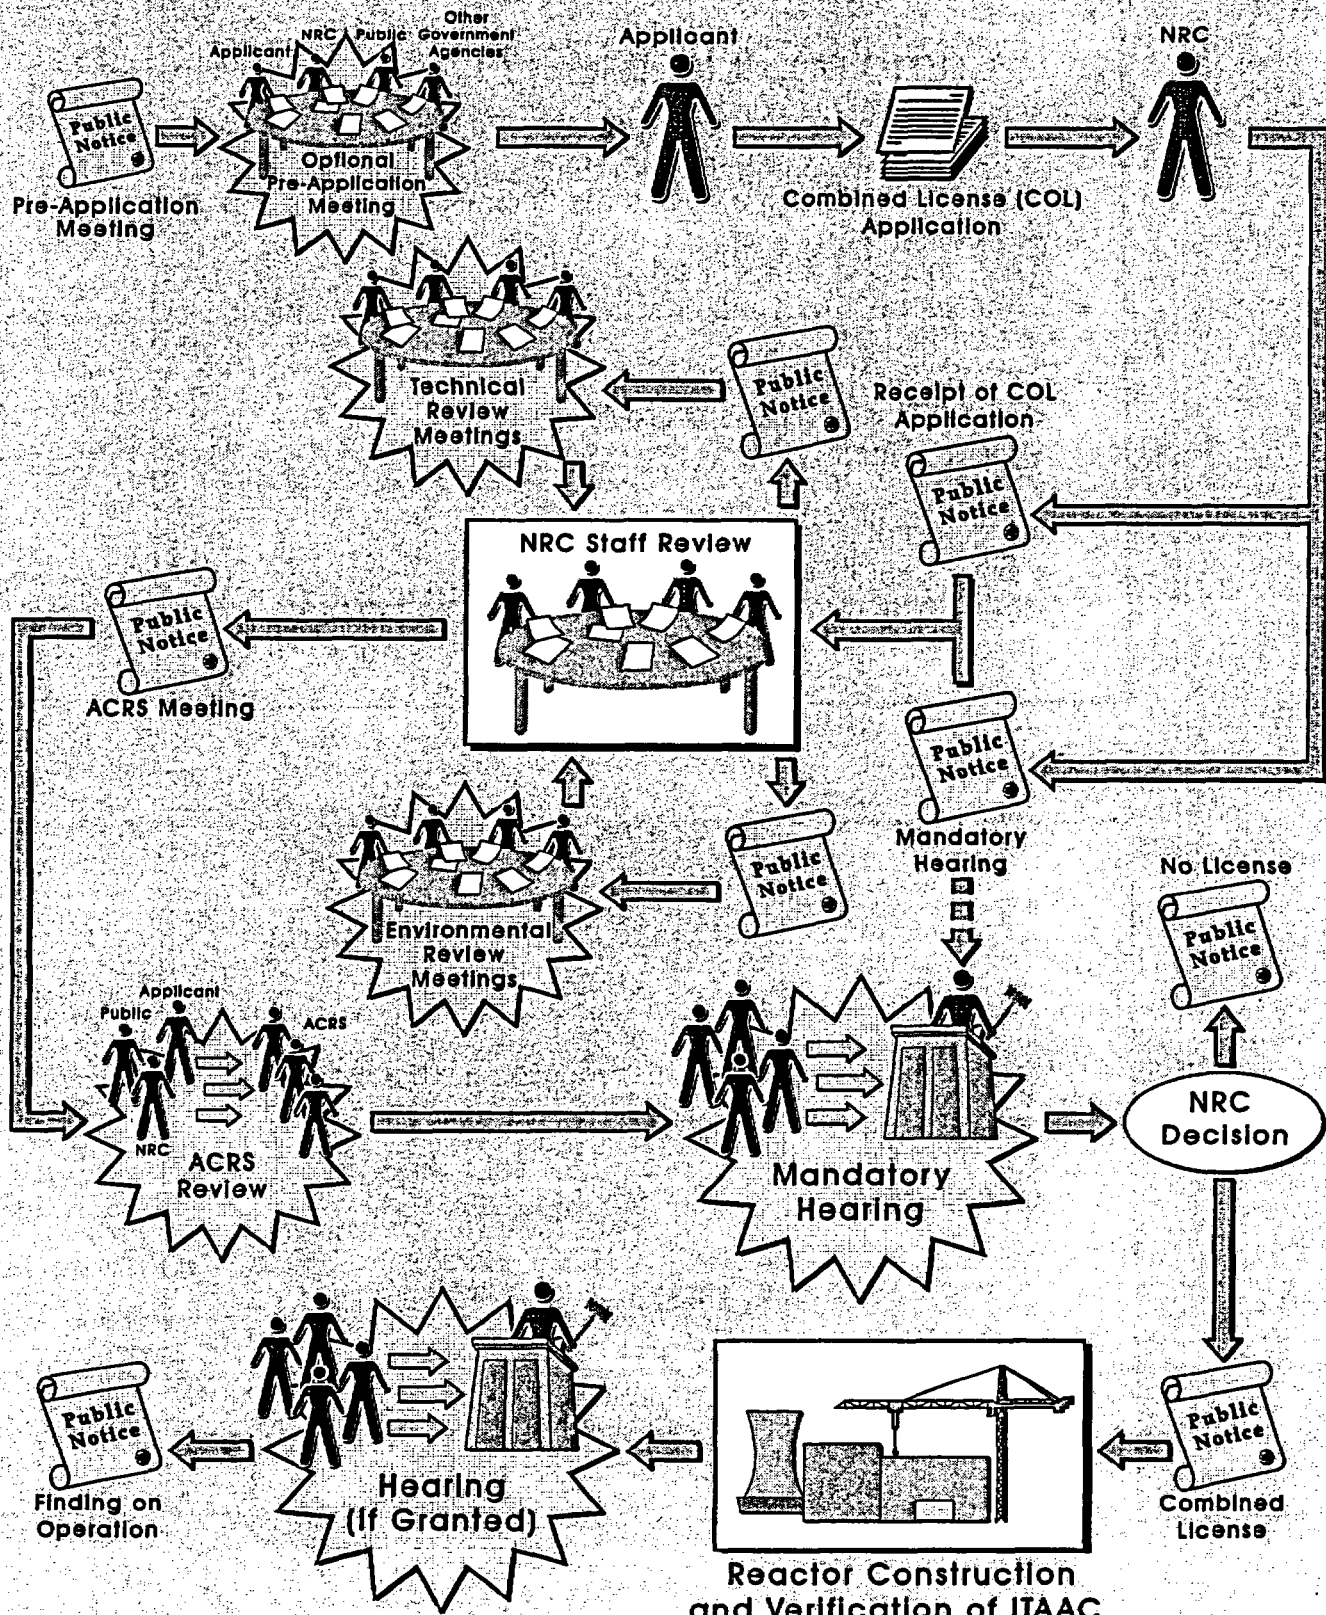 Other
NRC Public Government
Applicant Agencies
Public
Notice
Pre-Application
Meeting
Optional
Pre-Application
Meeting
Applicant
Combined License (COL)
Application
NRC
Technical
Review
Meetings
Public
Notice
Receipt of COL
Application
Public
Notice
NRC Staff Review
Public
Notice
ACRS Meeting
Public
Notice
Mandatory
Hearing
Public
Notice
Environmental
Review
Meetings
No License
Public
Notice
Applicant
Public
ACRS
NRC
ACRS
Review
Mandatory
Hearing
NRC
Decision
Public
Notice
Finding on
Operation
Hearing
(If Granted)
Reactor Construction
and Verification of ITAAC
Public
Notice
Combined
License